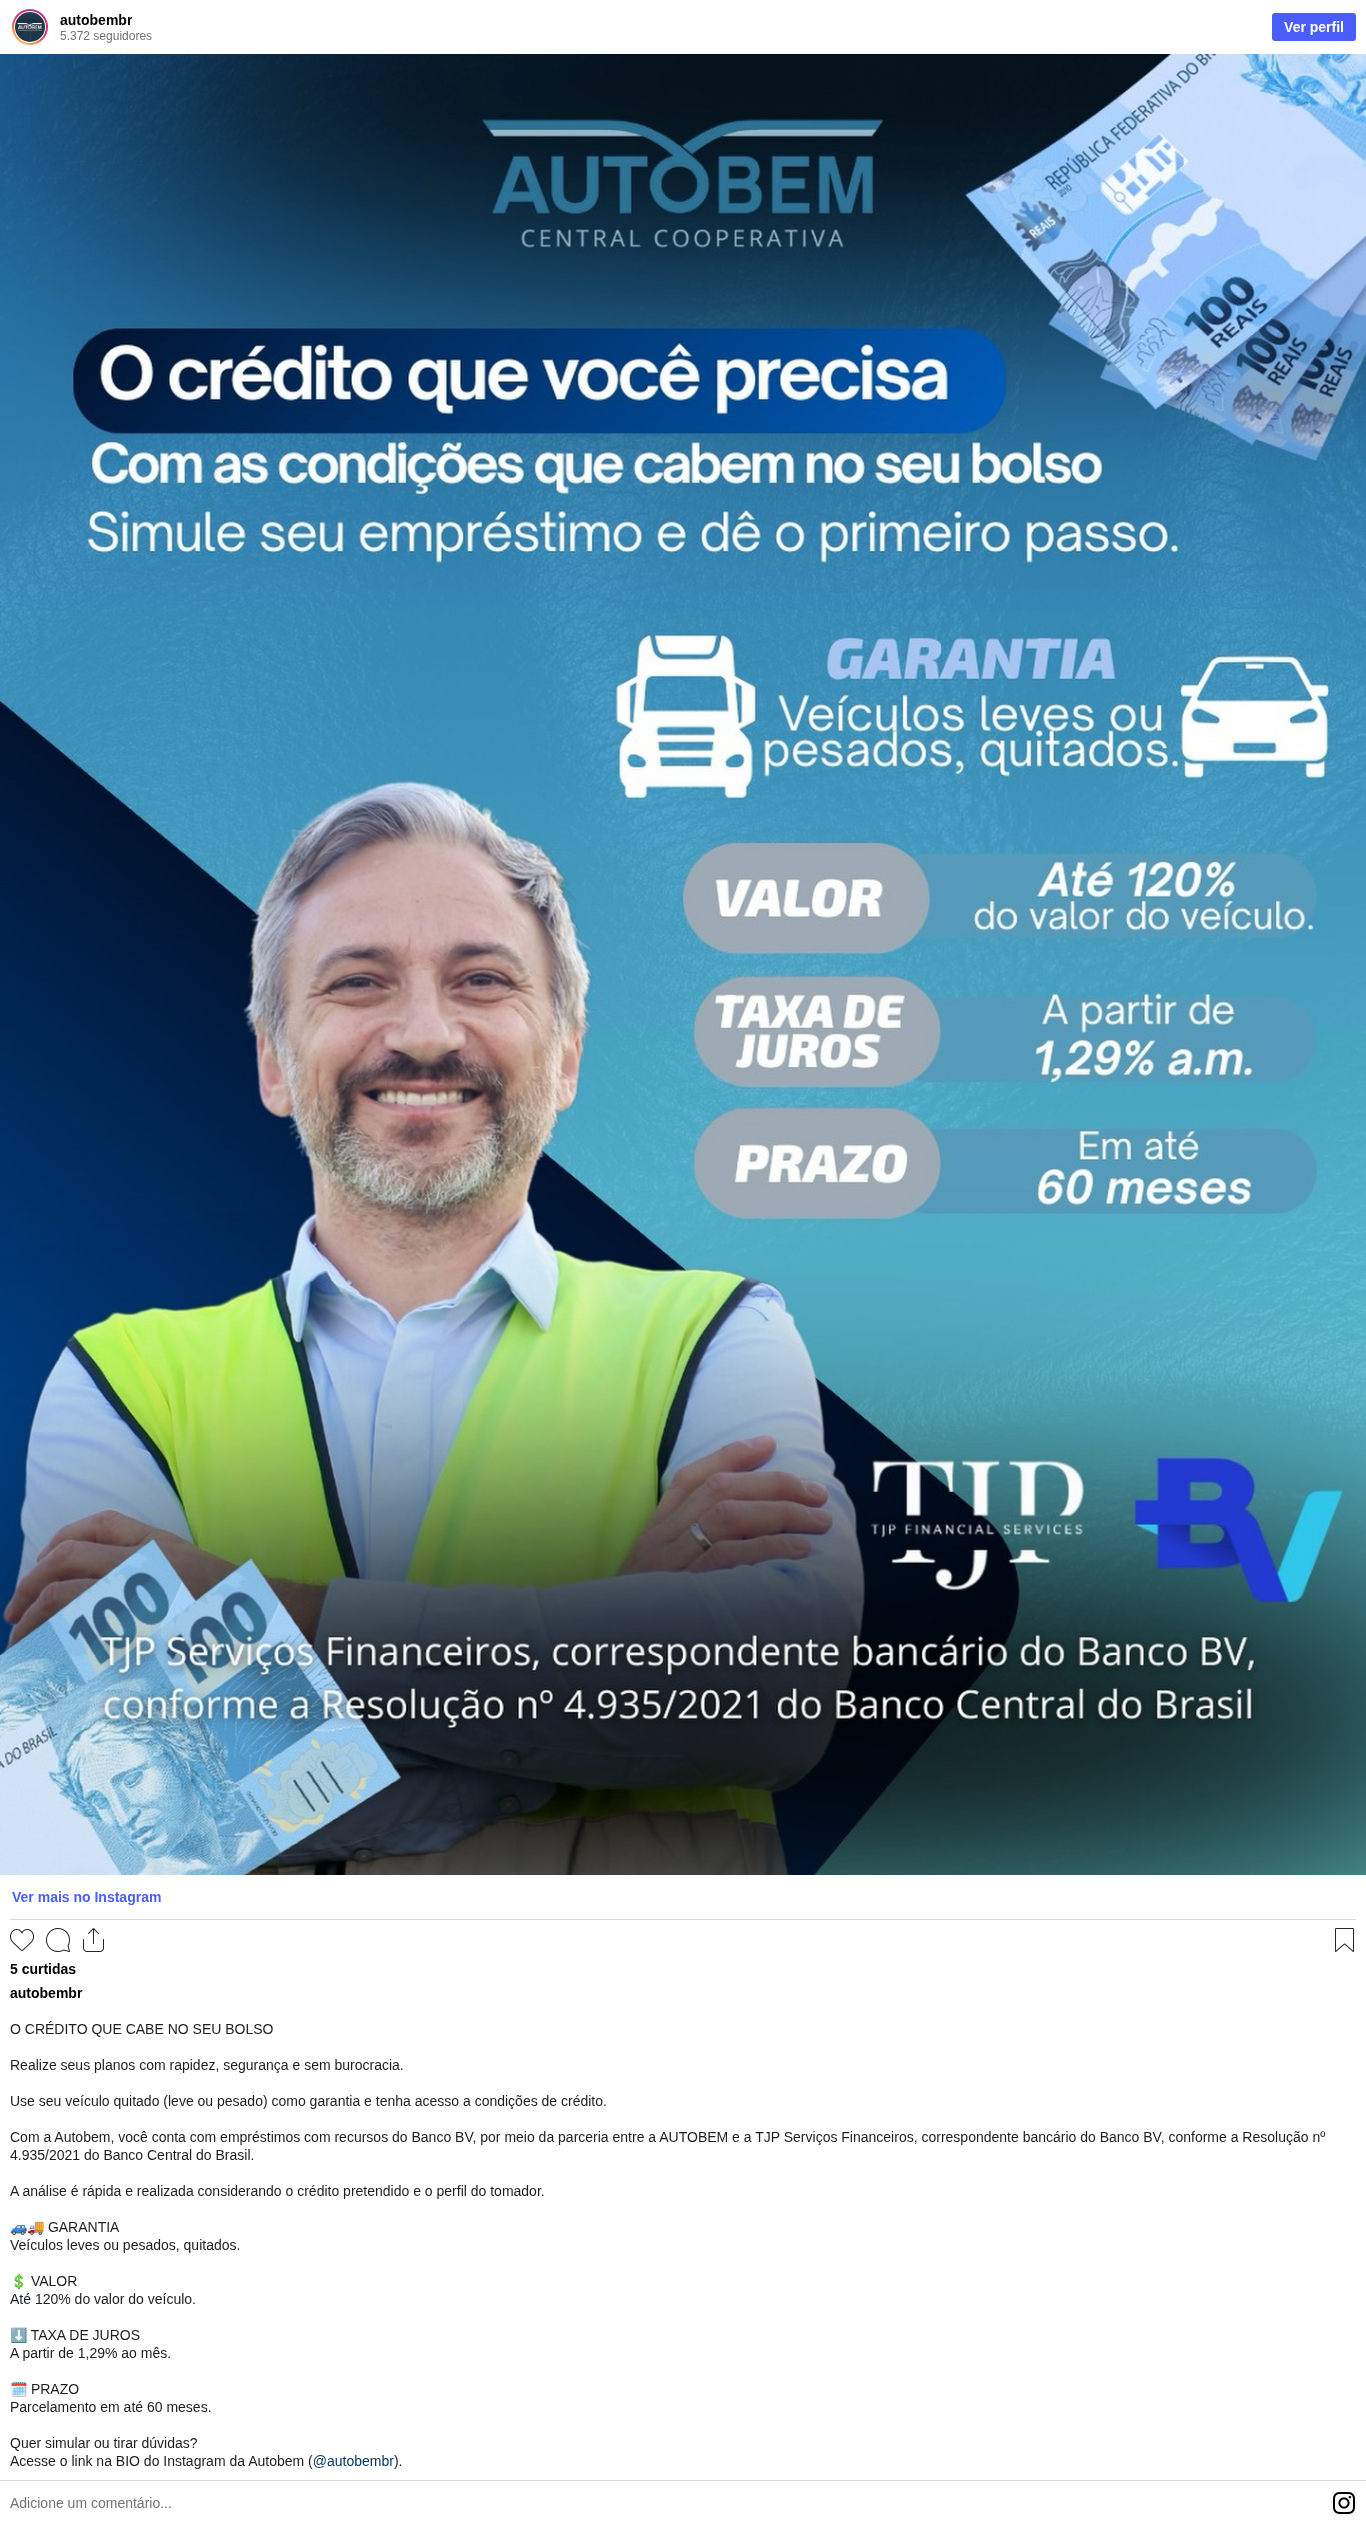 autobembr
5.372 seguidores
Ver perfil
AUTOBEM
CENTRAL COOPERATIVA
REPÚBLICA FEDERATIVA DO
2010
REAIS
100
REAIS
100
REAIS
100
REAIS
O crédito que você precisa
Com as condições que cabem no seu bolso
Simule seu empréstimo e dê o primeiro passo.
GARANTIA
Veículos leves ou
pesados, quitados.
VALOR
Até 120%
do valor do veículo.
TAXA DE
JUROS
A partir de
1,29% a.m.
PRAZO
Em até
60 meses
TJP
TJP FINANCIAL SERVICES
BV
100
100
TJP Serviços Financeiros, correspondente bancário do Banco BV,
conforme a Resolução nº 4.935/2021 do Banco Central do Brasil
DO BRASIL
Ver mais no Instagram
5 curtidas
autobembr
O CRÉDITO QUE CABE NO SEU BOLSO
Realize seus planos com rapidez, segurança e sem burocracia.
Use seu veículo quitado (leve ou pesado) como garantia e tenha acesso a condições de crédito.
Com a Autobem, você conta com empréstimos com recursos do Banco BV, por meio da parceria entre a AUTOBEM e a TJP Serviços Financeiros, correspondente bancário do Banco BV, conforme a Resolução nº
4.935/2021 do Banco Central do Brasil.
A análise é rápida e realizada considerando o crédito pretendido e o perfil do tomador.
🚙🚚 GARANTIA
Veículos leves ou pesados, quitados.
💲 VALOR
Até 120% do valor do veículo.
⬇️ TAXA DE JUROS
A partir de 1,29% ao mês.
🗓️ PRAZO
Parcelamento em até 60 meses.
Quer simular ou tirar dúvidas?
Acesse o link na BIO do Instagram da Autobem (@autobembr).
Adicione um comentário...